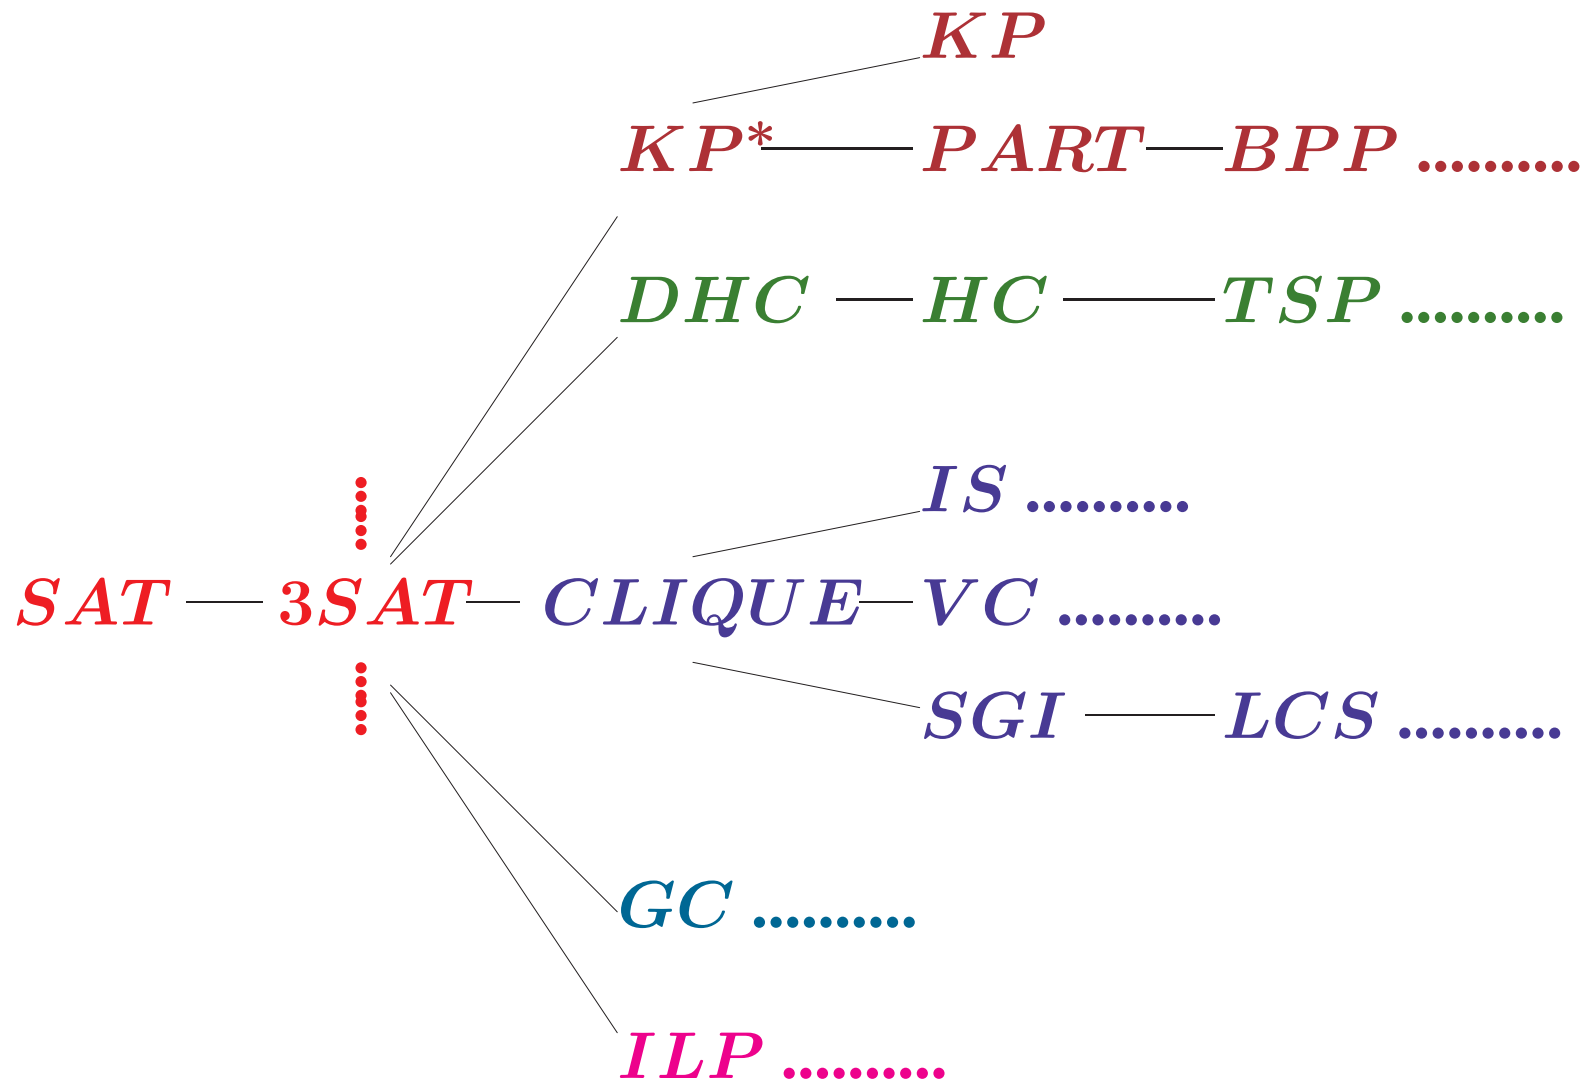 KP
KP* PART BPP ..........
DHC HC TSP ..........
IS ..........
SAT 3SAT CLIQUE VC ..........
SGI LCS ..........
GC ..........
ILP ..........